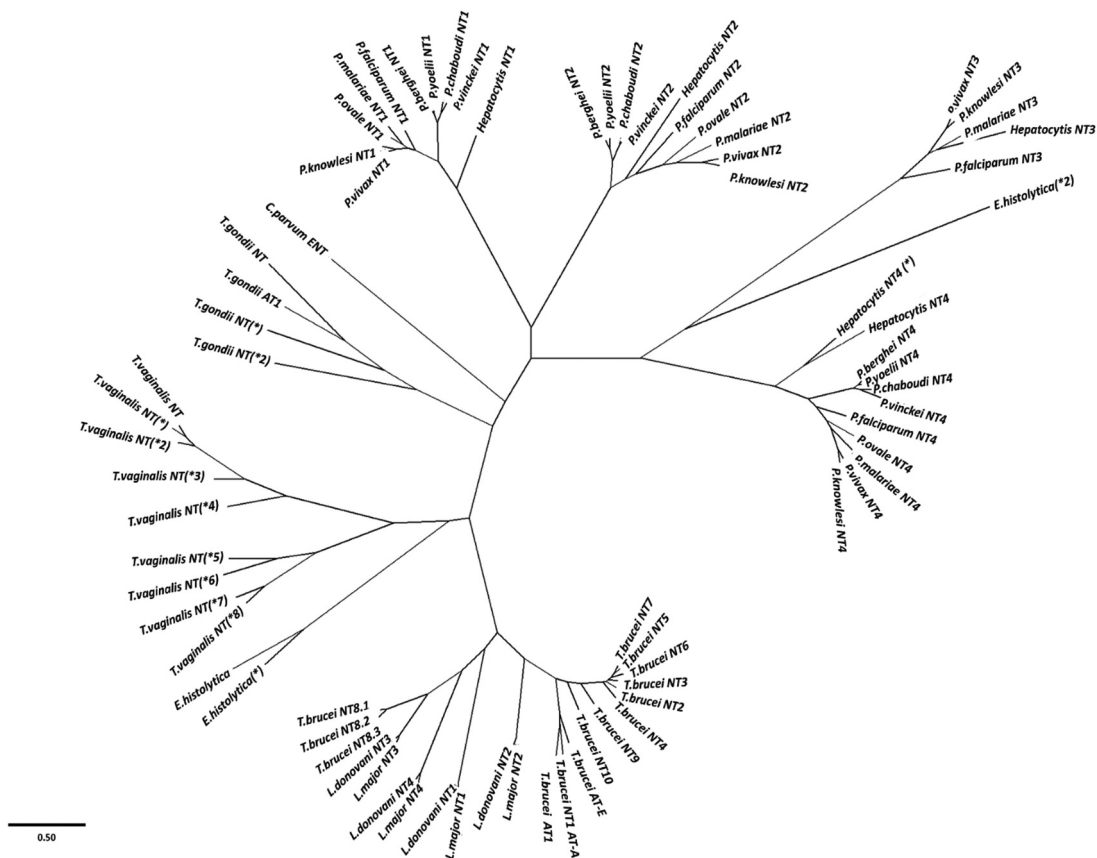 P.knowlesi NT1
P.vivax NT1
P.ovale NT1
P.malariae NT1
P.falciparum NT1
P.berghei NT1
P.yoelii NT1
P.chaboudi NT1
P.vinckei NT1
Hepatocytis NT1
P.berghei NT2
P.yoelii NT2
P.chaboudi NT2
P.vinckei NT2
Hepatocytis NT2
P.falciparum NT2
P.ovale NT2
P.malariae NT2
P.vivax NT2
P.knowlesi NT2
P.vivax NT3
P.knowlesi NT3
P.malariae NT3
Hepatocytis NT3
P.falciparum NT3
E.histolytica(*2)
Hepatocytis NT4 (*)
Hepatocytis NT4
P.berghei NT4
P.yoelii NT4
P.chaboudi NT4
P.vinckei NT4
P.falciparum NT4
P.ovale NT4
P.malariae NT4
P.vivax NT4
P.knowlesi NT4
T.brucei NT7
T.brucei NT5
T.brucei NT6
T.brucei NT3
T.brucei NT2
T.brucei NT4
T.brucei NT9
T.brucei NT10
T.brucei AT-E
T.brucei NT1 AT-A
T.brucei AT1
L.major NT2
L.donovani NT2
L.major NT1
L.donovani NT1
L.major NT4
L.donovani NT4
L.major NT3
L.donovani NT3
T.brucei NT8.3
T.brucei NT8.2
T.brucei NT8.1
E.histolytica(*)
E.histolytica
T.vaginalis NT(*8)
T.vaginalis NT(*7)
T.vaginalis NT(*6)
T.vaginalis NT(*5)
T.vaginalis NT(*4)
T.vaginalis NT(*3)
T.vaginalis NT(*2)
T.vaginalis NT(*)
T.vaginalis NT
T.gondii NT(*2)
T.gondii NT(*)
T.gondii AT1
T.gondii NT
C.parvum ENT
0.50